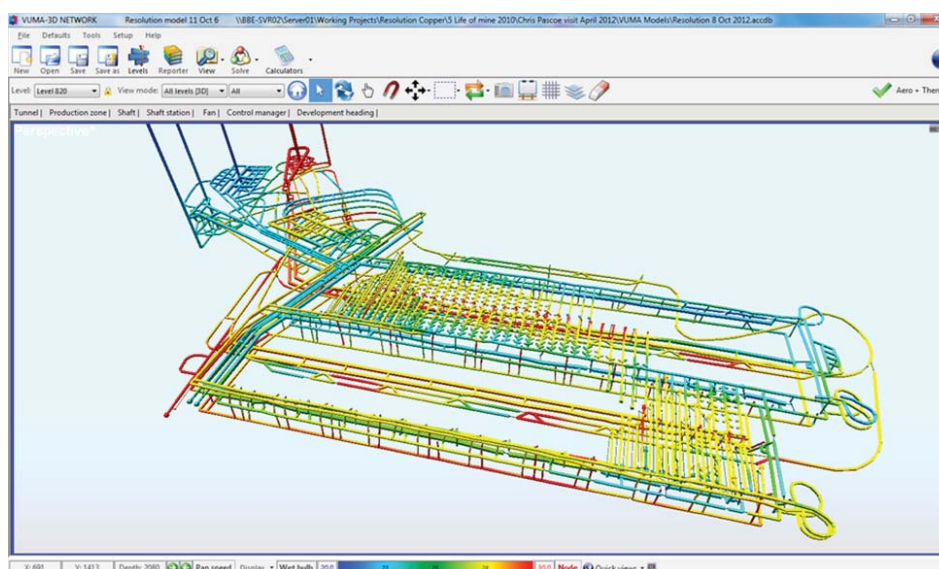 VUMA-3D NETWORK Resolution model 11 Oct 6 \\BBE-SVR02\Server01\Working Projects\Resolution Copper\5 Life of mine 2010\Chris Pascoe visit April 2012\VUMA Models\Resolution 8 Oct 2012.accdb
File Defaults Tools Setup Help
New Open Save Save as Levels Reporter View Solve Calculators
Level: Level 820 View mode: All levels [3D] All Aero + Ther
Tunnel | Production zone | Shaft | Shaft station | Fan | Control manager | Development heading |
Perspective*
X: 691 Y: 1413 Depth: 2080 Pan speed Display Wet bulb 20.0 30.0 Node Quick views